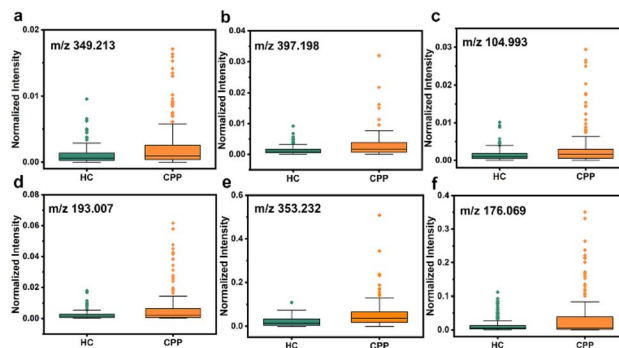 a
m/z 349.213
Normalized Intensity
0.02
0.01
0.00
HC
CPP
b
m/z 397.198
Normalized Intensity
0.04
0.03
0.02
0.01
0.00
HC
CPP
c
m/z 104.993
Normalized Intensity
0.03
0.02
0.01
0.00
HC
CPP
d
m/z 193.007
Normalized Intensity
0.08
0.06
0.04
0.02
0.00
HC
CPP
e
m/z 353.232
Normalized Intensity
0.6
0.4
0.2
0.0
HC
CPP
f
m/z 176.069
Normalized Intensity
0.4
0.3
0.2
0.1
0.0
HC
CPP